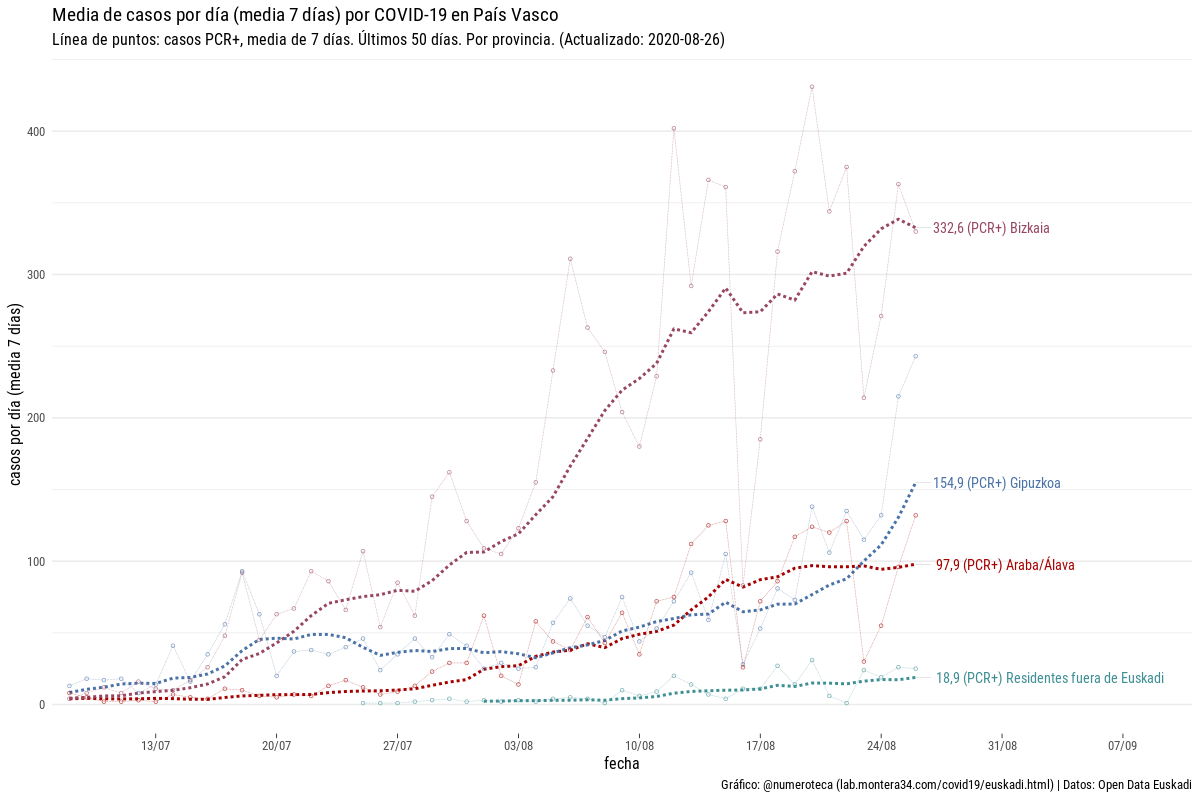 Media de casos por día (media 7 días) por COVID-19 en País Vasco
Línea de puntos: casos PCR+, media de 7 días. Últimos 50 días. Por provincia. (Actualizado: 2020-08-26)
casos por día (media 7 días)
400
300
200
100
0
332,6 (PCR+) Bizkaia
154,9 (PCR+) Gipuzkoa
97,9 (PCR+) Araba/Álava
18,9 (PCR+) Residentes fuera de Euskadi
13/07 20/07 27/07 03/08 10/08 17/08 24/08 31/08 07/09
fecha
Gráfico: @numeroteca (lab.montera34.com/covid19/euskadi.html) | Datos: Open Data Euskadi